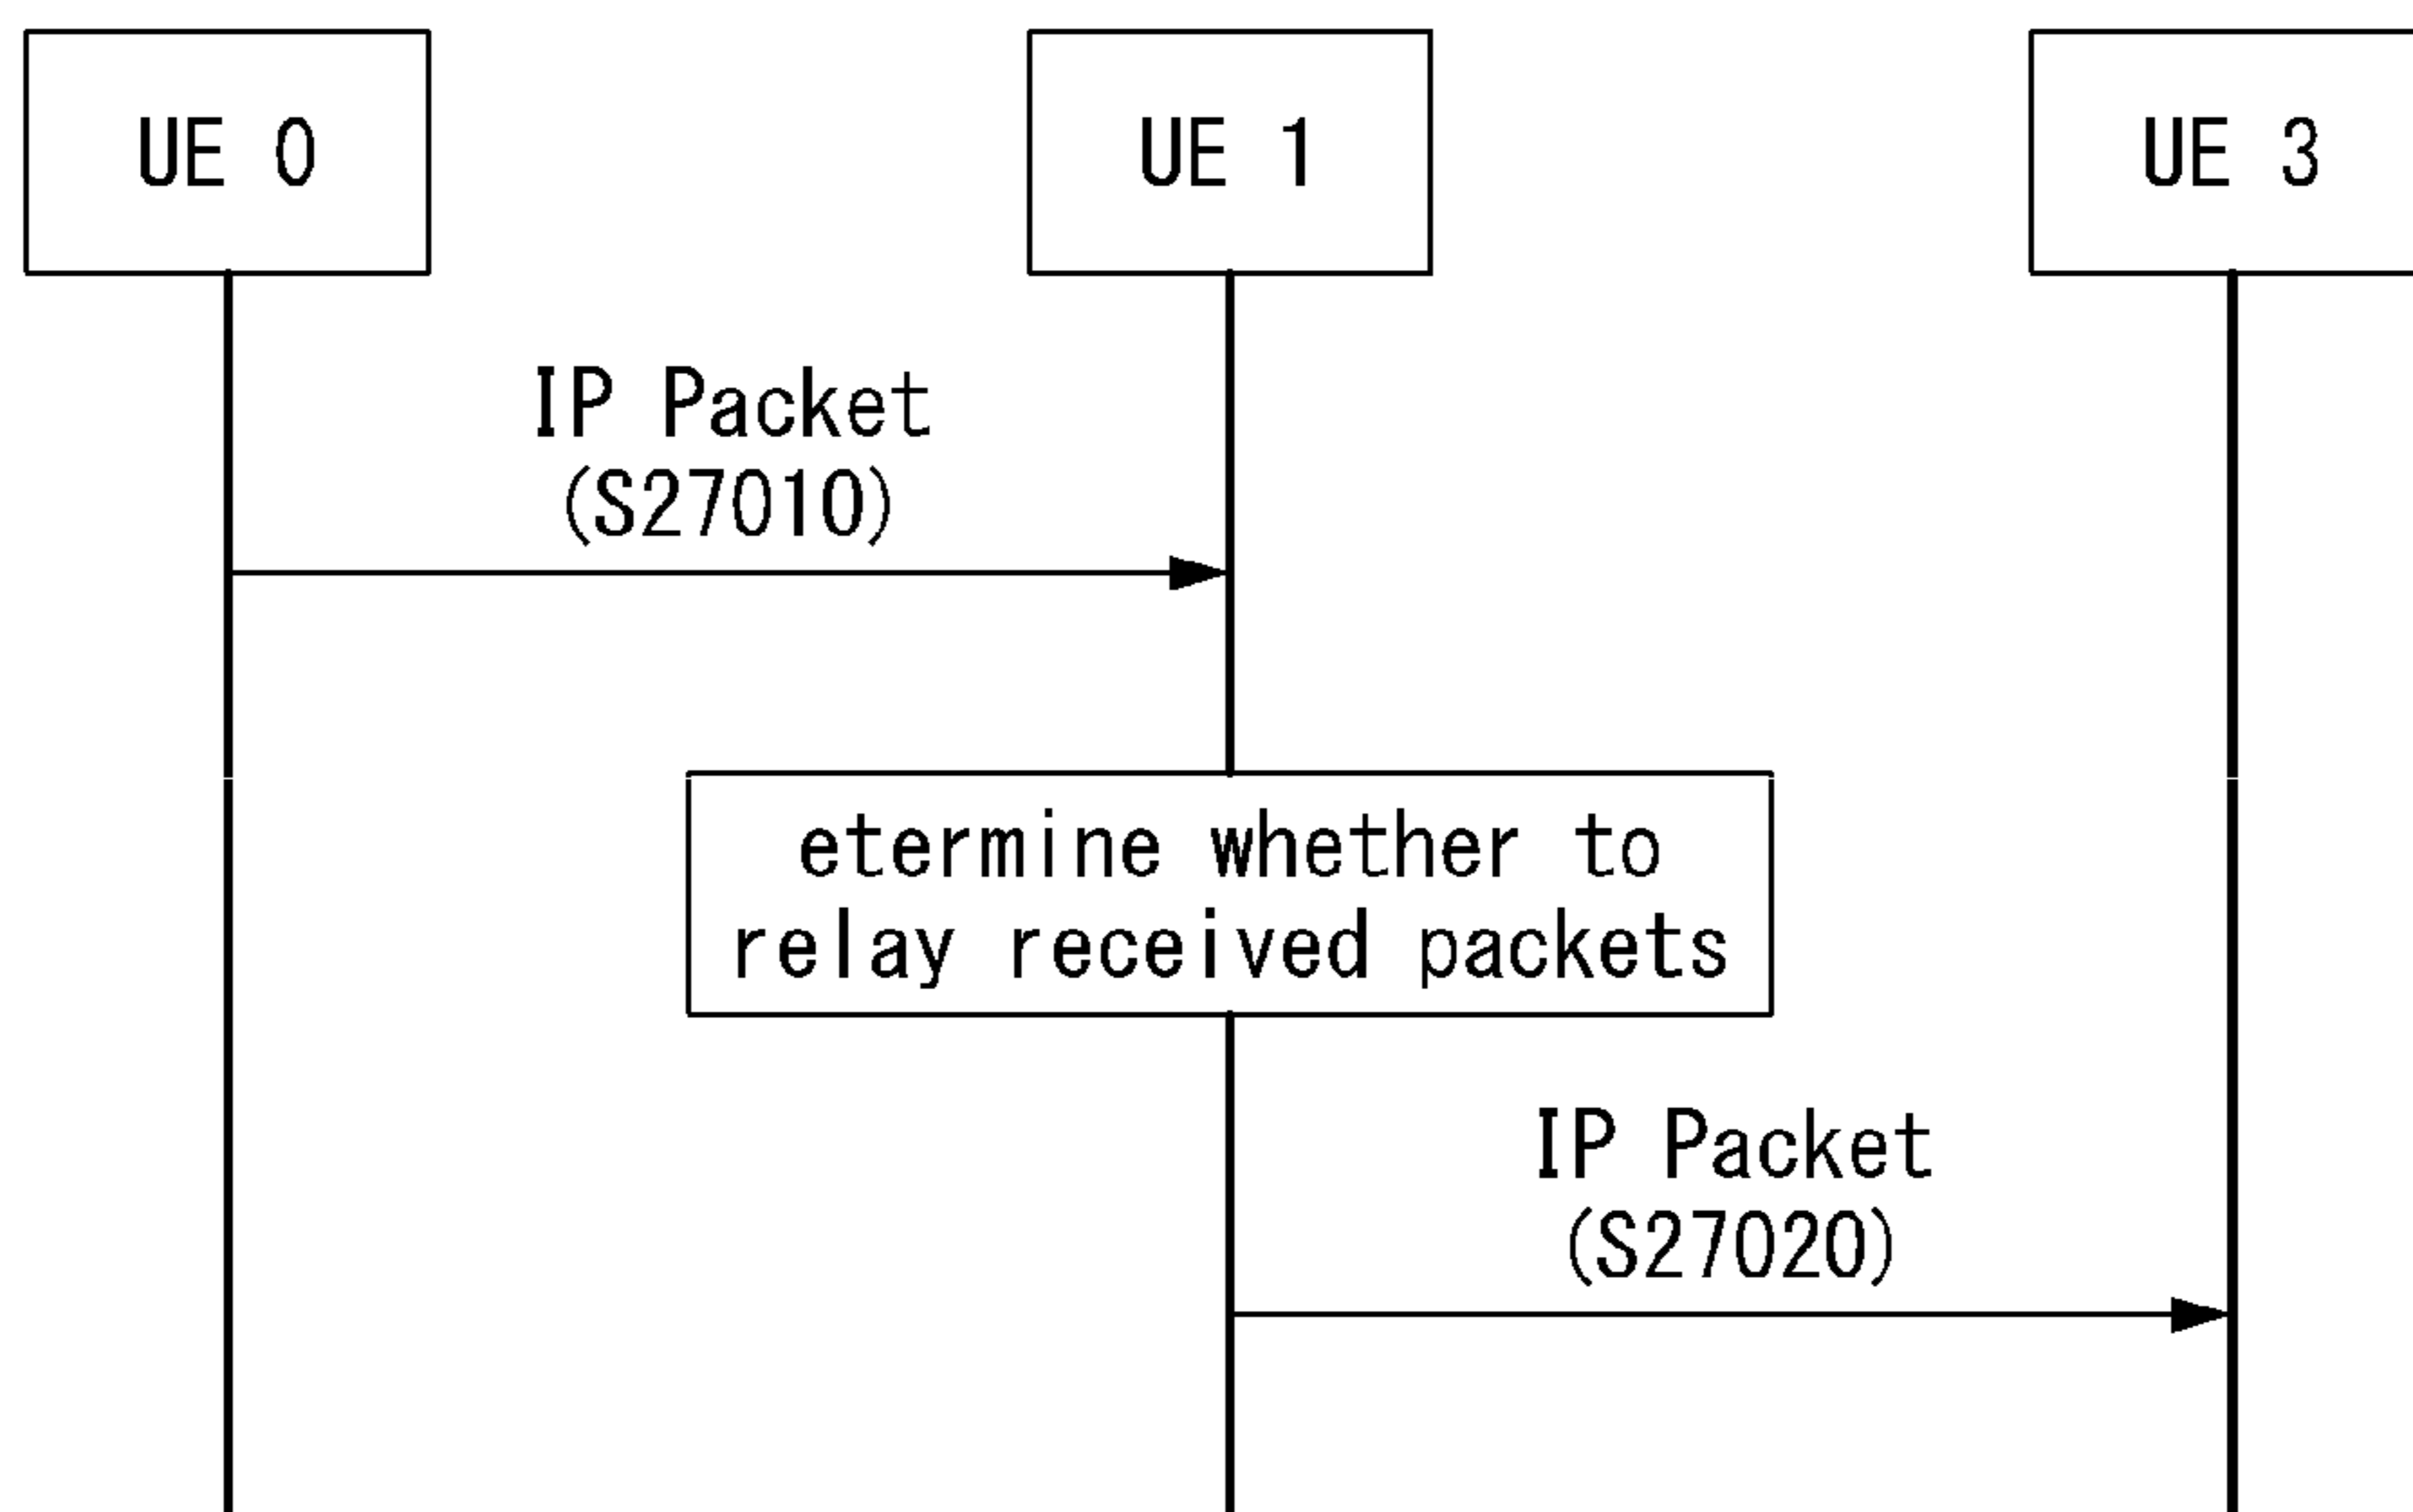 UE 0
UE 1
UE 3
IP Packet
(S27010)
etermine whether to
relay received packets
IP Packet
(S27020)